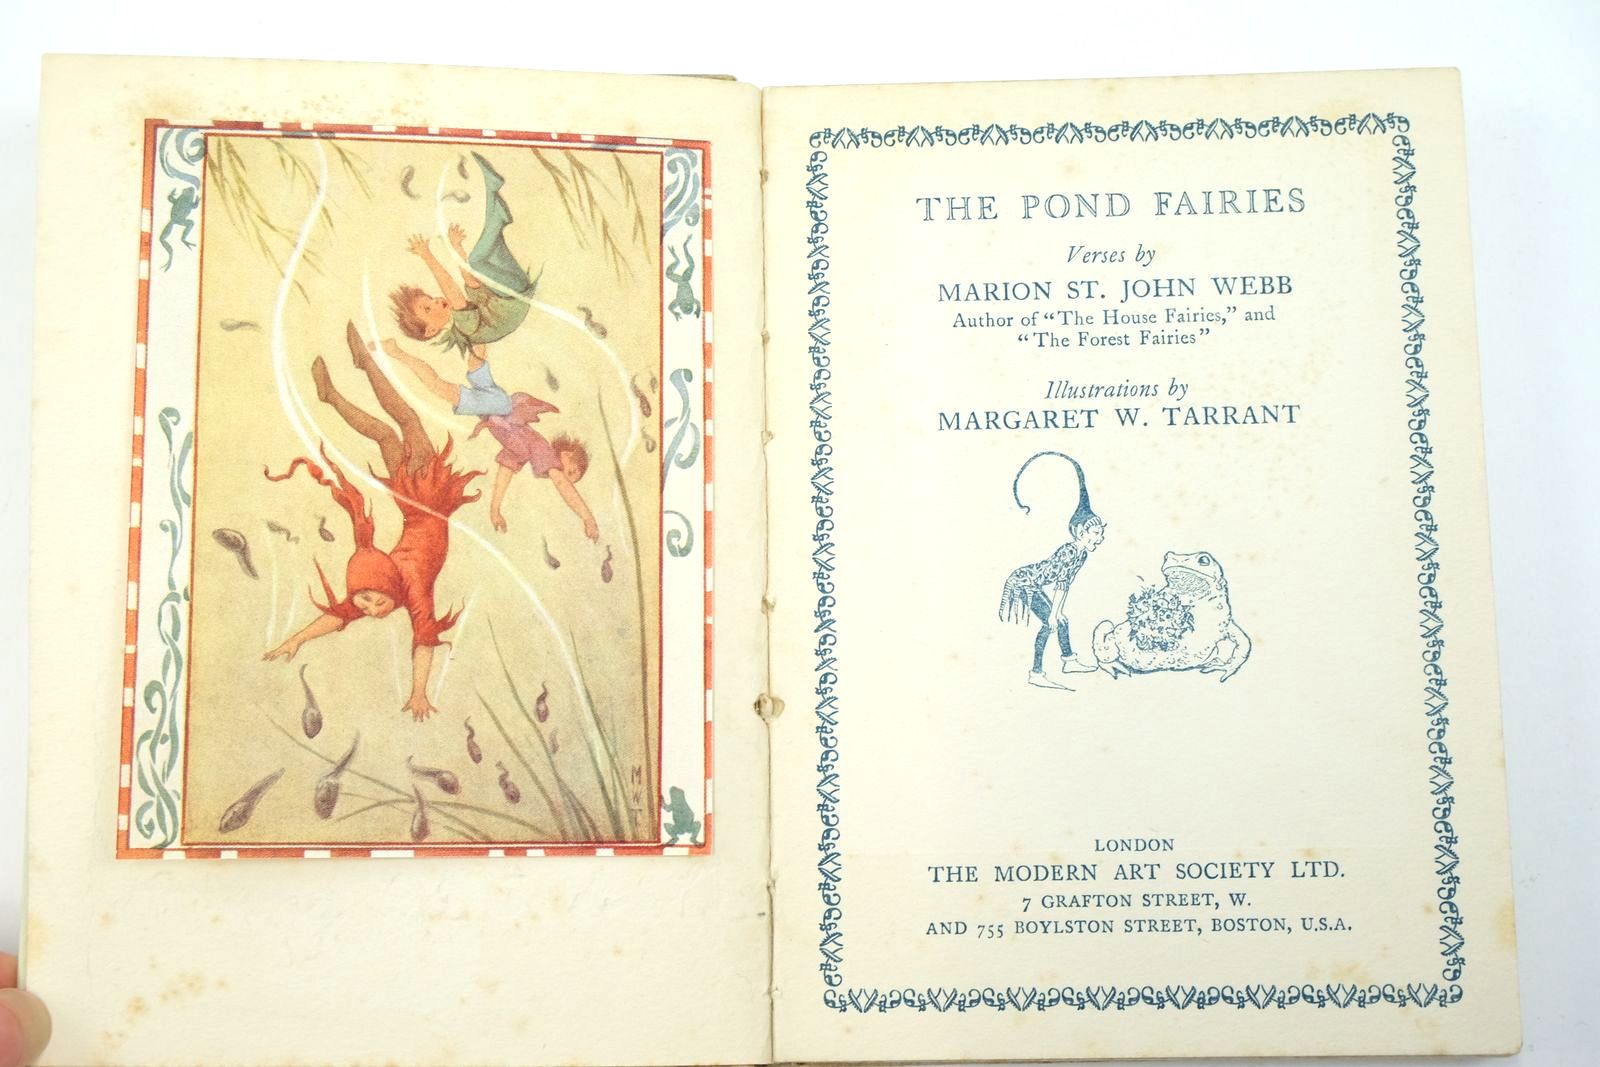 M
W
T
THE POND FAIRIES
Verses by
MARION ST. JOHN WEBB
Author of "The House Fairies," and
"The Forest Fairies"
Illustrations by
MARGARET W. TARRANT
LONDON
THE MODERN ART SOCIETY LTD.
7 GRAFTON STREET, W.
AND 755 BOYLSTON STREET, BOSTON, U.S.A.